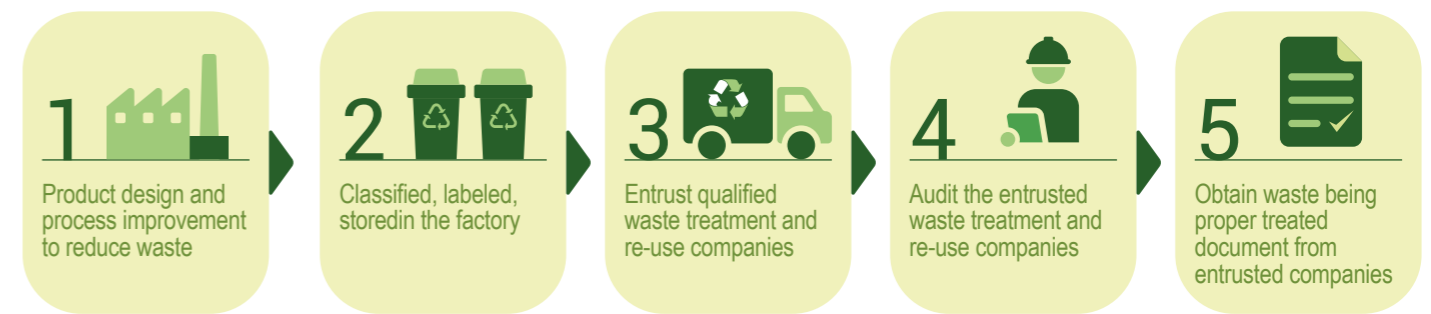 1
Product design and
process improvement
to reduce waste
2
Classified, labeled,
storedin the factory
3
Entrust qualified
waste treatment and
re-use companies
4
Audit the entrusted
waste treatment and
re-use companies
5
Obtain waste being
proper treated
document from
entrusted companies